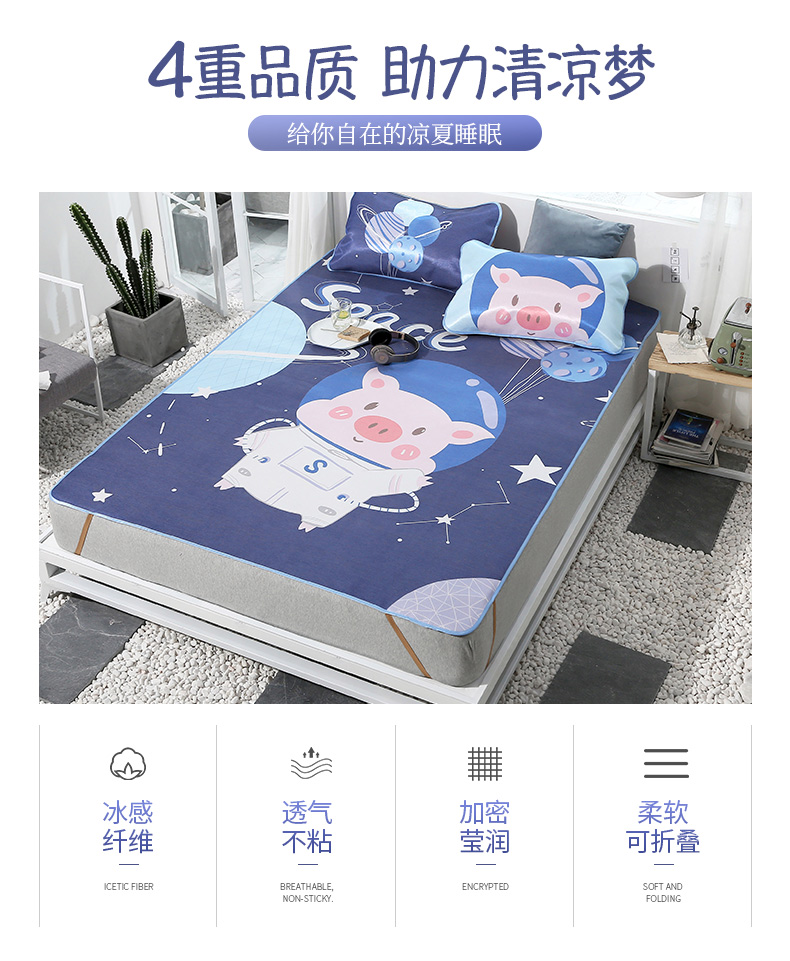 4重品质 助力清凉梦
给你自在的凉夏睡眠
Space
S
冰感
纤维
ICETIC FIBER
透气
不粘
BREATHABLE,
NON-STICKY.
加密
莹润
ENCRYPTED
柔软
可折叠
SOFT AND
FOLDING